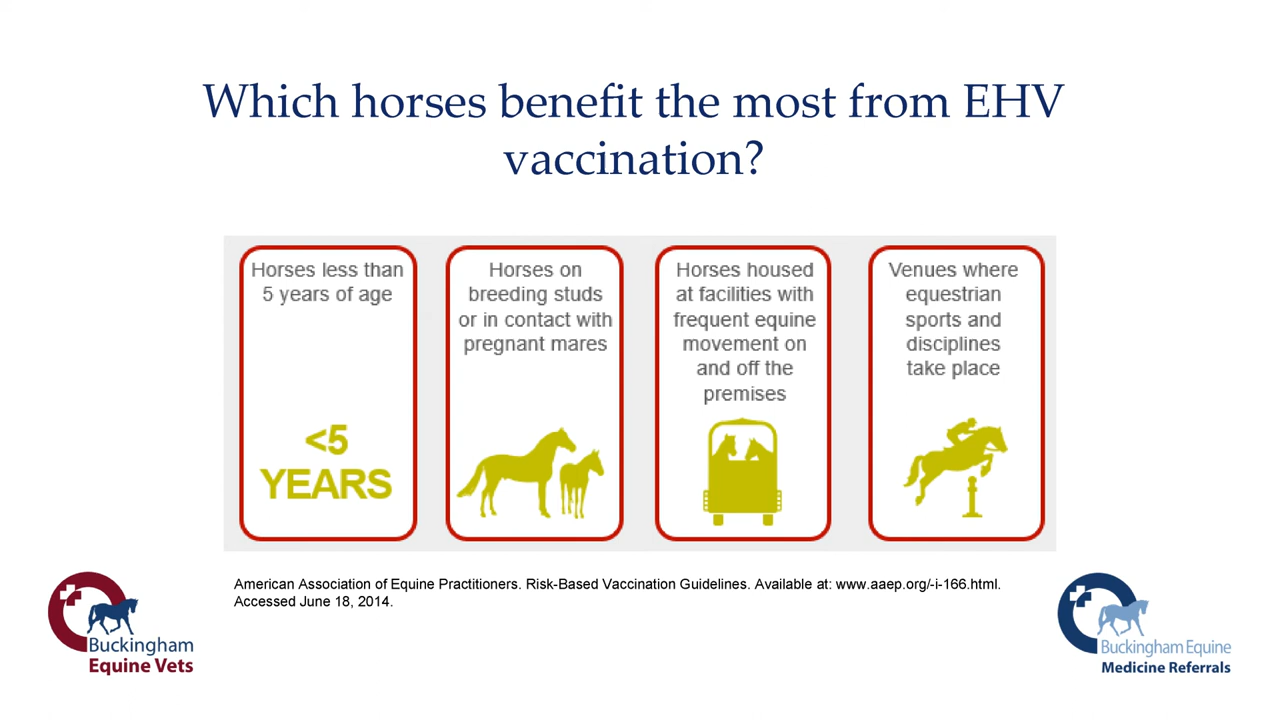 Which horses benefit the most from EHV
vaccination?
Horses less than
5 years of age
<5
YEARS
Horses on
breeding studs
or in contact with
pregnant mares
Horses housed
at facilities with
frequent equine
movement on
and off the
premises
Venues where
equestrian
sports and
disciplines
take place
American Association of Equine Practitioners. Risk-Based Vaccination Guidelines. Available at: www.aaep.org/-i-166.html.
Accessed June 18, 2014.
Buckingham
Equine Vets
Buckingham Equine
Medicine Referrals